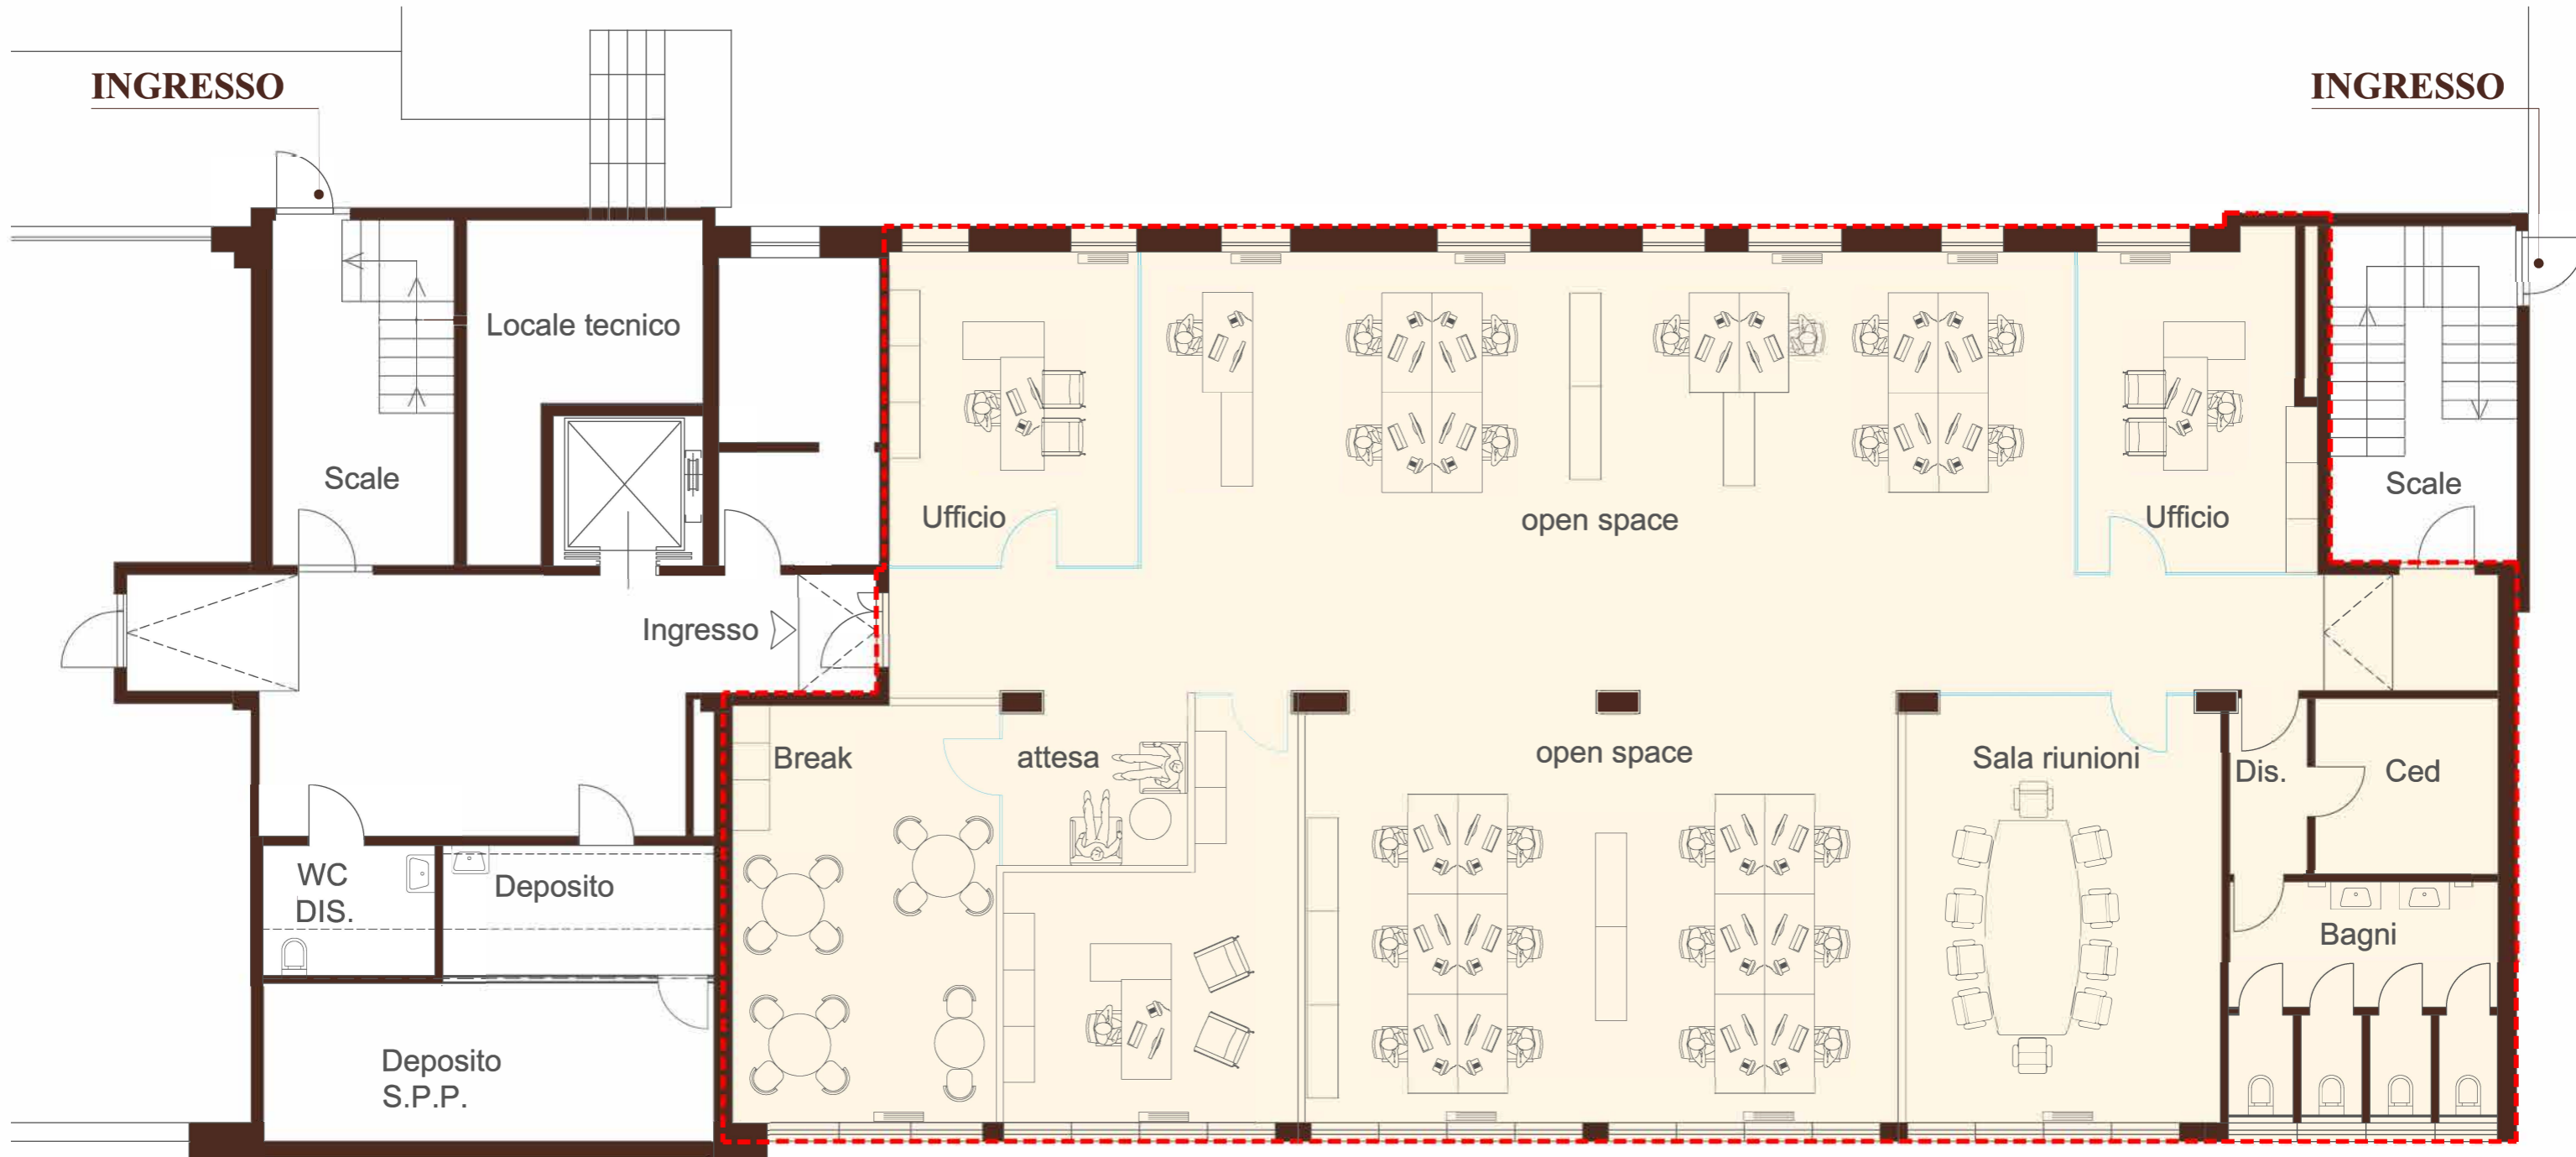 INGRESSO
INGRESSO
Locale tecnico
Scale
Ufficio
open space
Ufficio
Scale
Ingresso
Break
attesa
open space
Sala riunioni
Dis.
Ced
WC
DIS.
Deposito
Bagni
Deposito
S.P.P.